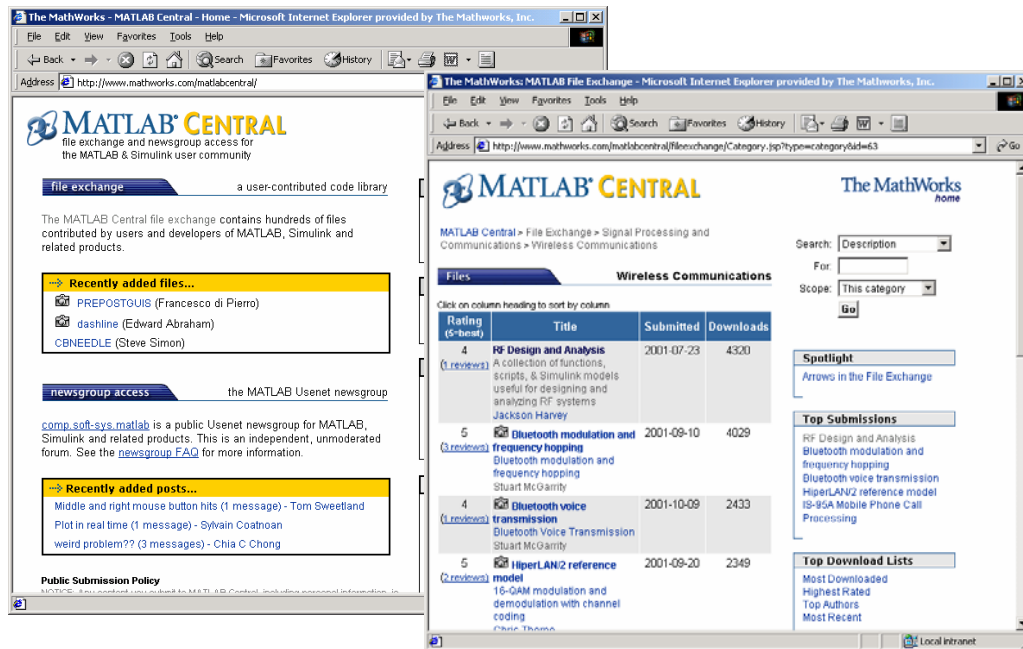 The MathWorks - MATLAB Central - Home - Microsoft Internet Explorer provided by The Mathworks, Inc.
File Edit View Favorites Tools Help
Back Search Favorites History
Address http://www.mathworks.com/matlabcentral/
MATLAB® CENTRAL
file exchange and newsgroup access for
the MATLAB & Simulink user community
file exchange a user-contributed code library
The MATLAB Central file exchange contains hundreds of files
contributed by users and developers of MATLAB, Simulink and
related products.
Recently added files...
PREPOSTGUIS (Francesco di Pierro)
dashline (Edward Abraham)
CBNEEDLE (Steve Simon)
newsgroup access the MATLAB Usenet newsgroup
comp.soft-sys.matlab is a public Usenet newsgroup for MATLAB,
Simulink and related products. This is an independent, unmoderated
forum. See the newsgroup FAQ for more information.
Recently added posts...
Middle and right mouse button hits (1 message) - Tom Sweetland
Plot in real time (1 message) - Sylvain Coatnoan
weird problem?? (3 messages) - Chia C Chong
Public Submission Policy
The MathWorks: MATLAB File Exchange - Microsoft Internet Explorer provided by The Mathworks, Inc.
File Edit View Favorites Tools Help
Back Search Favorites History
Address http://www.mathworks.com/matlabcentral/fileexchange/Category.jsp?type=category&id=63 Go
MATLAB® CENTRAL
The MathWorks
home
MATLAB Central > File Exchange > Signal Processing and
Communications > Wireless Communications
Files Wireless Communications
Click on column heading to sort by column
Rating (5=best) Title Submitted Downloads
4 RF Design and Analysis 2001-07-23 4320
(1 reviews) A collection of functions,
scripts, & Simulink models
useful for designing and
analyzing RF systems
Jackson Harvey
5 Bluetooth modulation and 2001-09-10 4029
(3 reviews) frequency hopping
Bluetooth modulation and
frequency hopping
Stuart McGarrity
4 Bluetooth voice 2001-10-09 2433
(1 reviews) transmission
Bluetooth Voice Transmission
Stuart McGarrity
5 HiperLAN/2 reference 2001-09-20 2349
(2 reviews) model
16-QAM modulation and
demodulation with channel
coding
Search: Description
For:
Scope: This category
Go
Spotlight
Arrows in the File Exchange
Top Submissions
RF Design and Analysis
Bluetooth modulation and
frequency hopping
Bluetooth voice transmission
HiperLAN/2 reference model
IS-95A Mobile Phone Call
Processing
Top Download Lists
Most Downloaded
Highest Rated
Top Authors
Most Recent
Local intranet